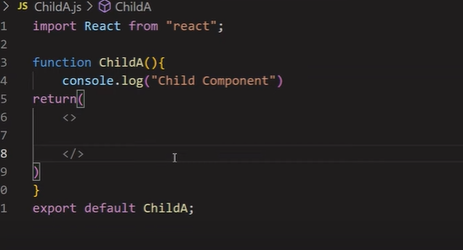 > JS ChildA.js > ChildA
1 import React from "react";
2
3 function ChildA(){
4 console.log("Child Component")
5 return(
6 <>
7
8 </>
9 )
0 }
1 export default ChildA;